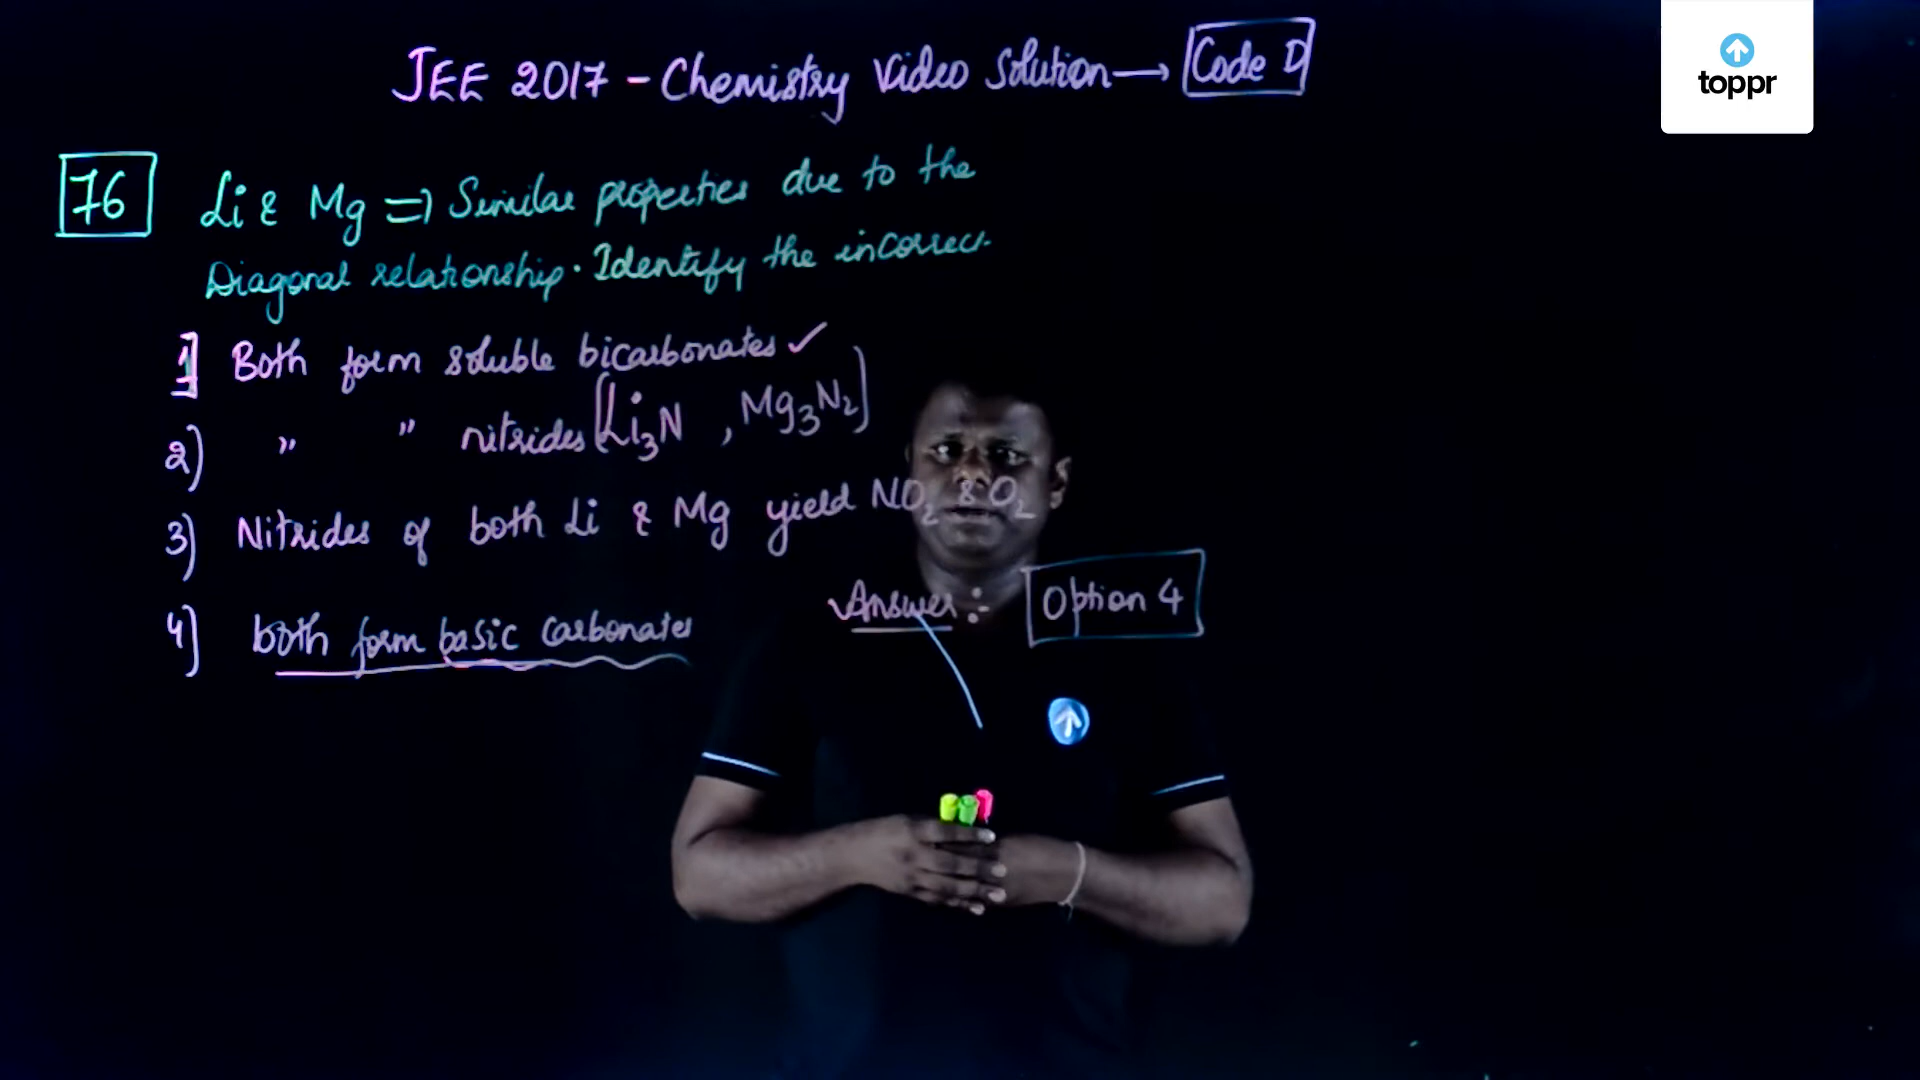 JEE 2017 - Chemistry Video Solution → Code D
toppr
76 Li & Mg ⇒ Similar properties due to the
Diagonal relationship. Identify the incorrect
1] Both form soluble bicarbonates ✓
2) " " nitrides [Li₃N , Mg₃N₂]
3) Nitrides of both Li & Mg yield NO₂ & O₂
4) both form basic carbonates
Answer : Option 4